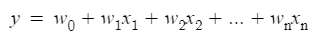 y = w₀ + w₁x₁ + w₂x₂ + ... + wₙxₙ